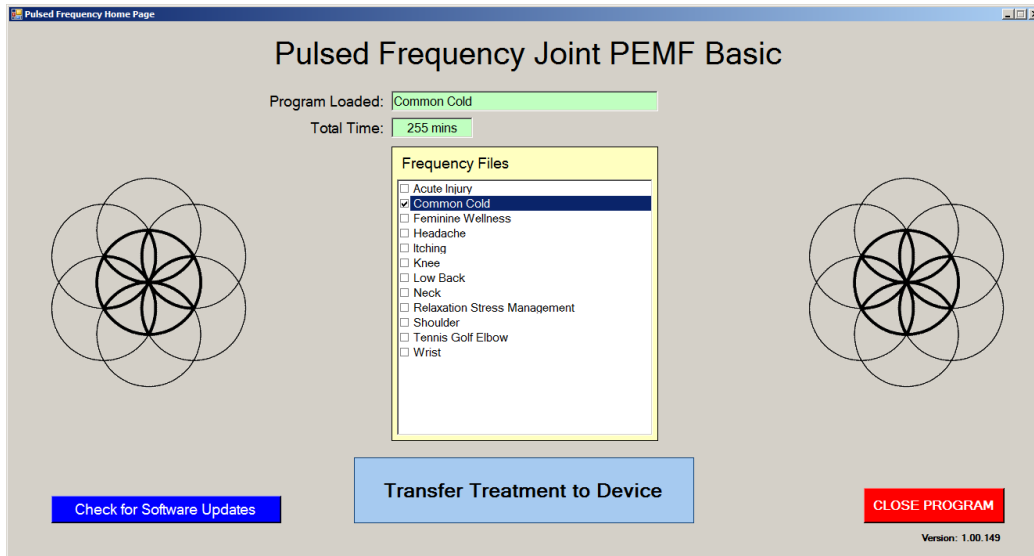 Pulsed Frequency Home Page
Pulsed Frequency Joint PEMF Basic
Program Loaded: Common Cold
Total Time: 255 mins
Frequency Files
Acute Injury
Common Cold
Feminine Wellness
Headache
Itching
Knee
Low Back
Neck
Relaxation Stress Management
Shoulder
Tennis Golf Elbow
Wrist
Transfer Treatment to Device
Check for Software Updates
CLOSE PROGRAM
Version: 1.00.149